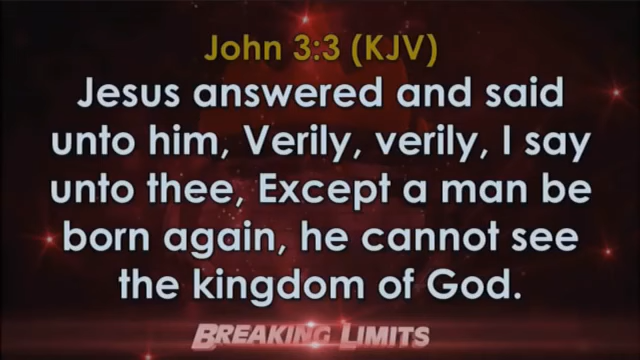 John 3:3 (KJV)
Jesus answered and said
unto him, Verily, verily, I say
unto thee, Except a man be
born again, he cannot see
the kingdom of God.
BREAKING LIMITS